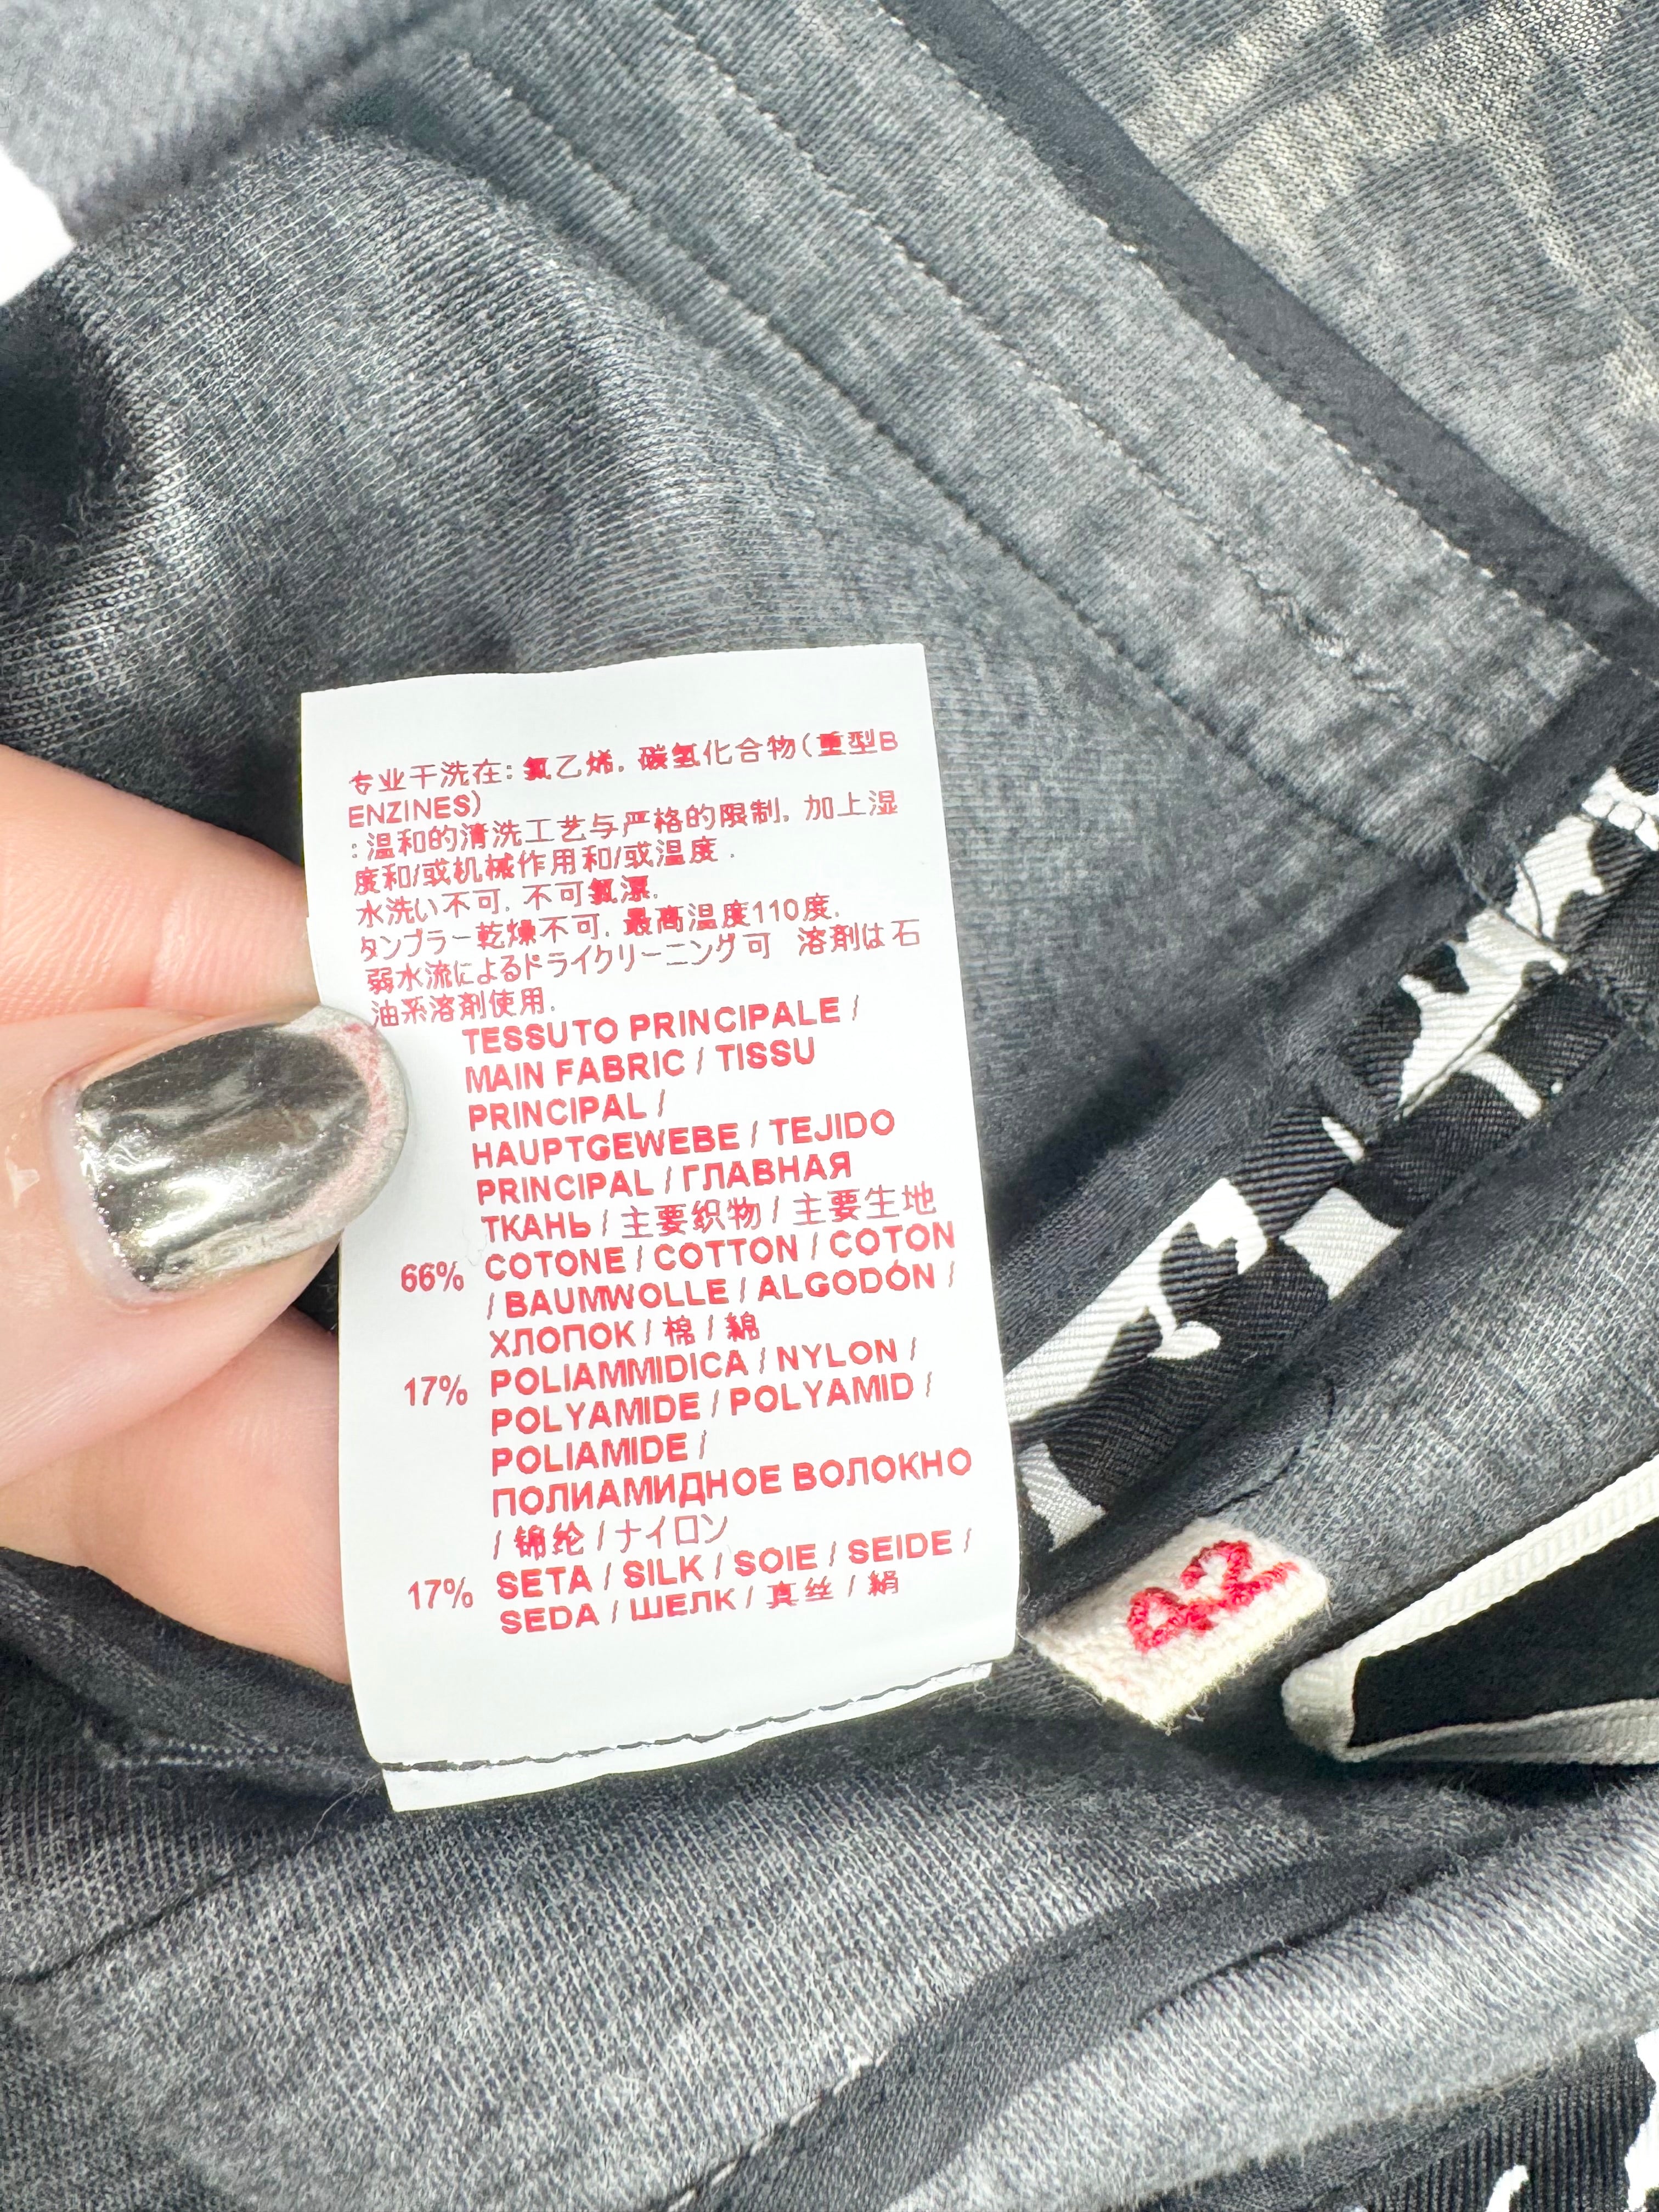 专业干洗在: 氯乙烯, 碳氢化合物(重型B
ENZINES)
:温和的清洗工艺与严格的限制, 加上湿
度和/或机械作用和/或温度 .
水洗い不可, 不可氯漂,
タンブラー乾燥不可, 最高温度110度,
弱水流によるドライクリーニング可 溶剤は石
油系溶剤使用.
TESSUTO PRINCIPALE /
MAIN FABRIC / TISSU
PRINCIPAL /
HAUPTGEWEBE / TEJIDO
PRINCIPAL / ГЛАВНАЯ
ТКАНЬ / 主要织物 / 主要生地
66% COTONE / COTTON / COTON
/ BAUMWOLLE / ALGODÓN /
ХЛОПОК / 棉 / 綿
17% POLIAMMIDICA / NYLON /
POLYAMIDE / POLYAMID /
POLIAMIDE /
ПОЛИАМИДНОЕ ВОЛОКНО
/ 锦纶 / ナイロン
17% SETA / SILK / SOIE / SEIDE /
SEDA / ШЕЛК / 真丝 / 絹
42